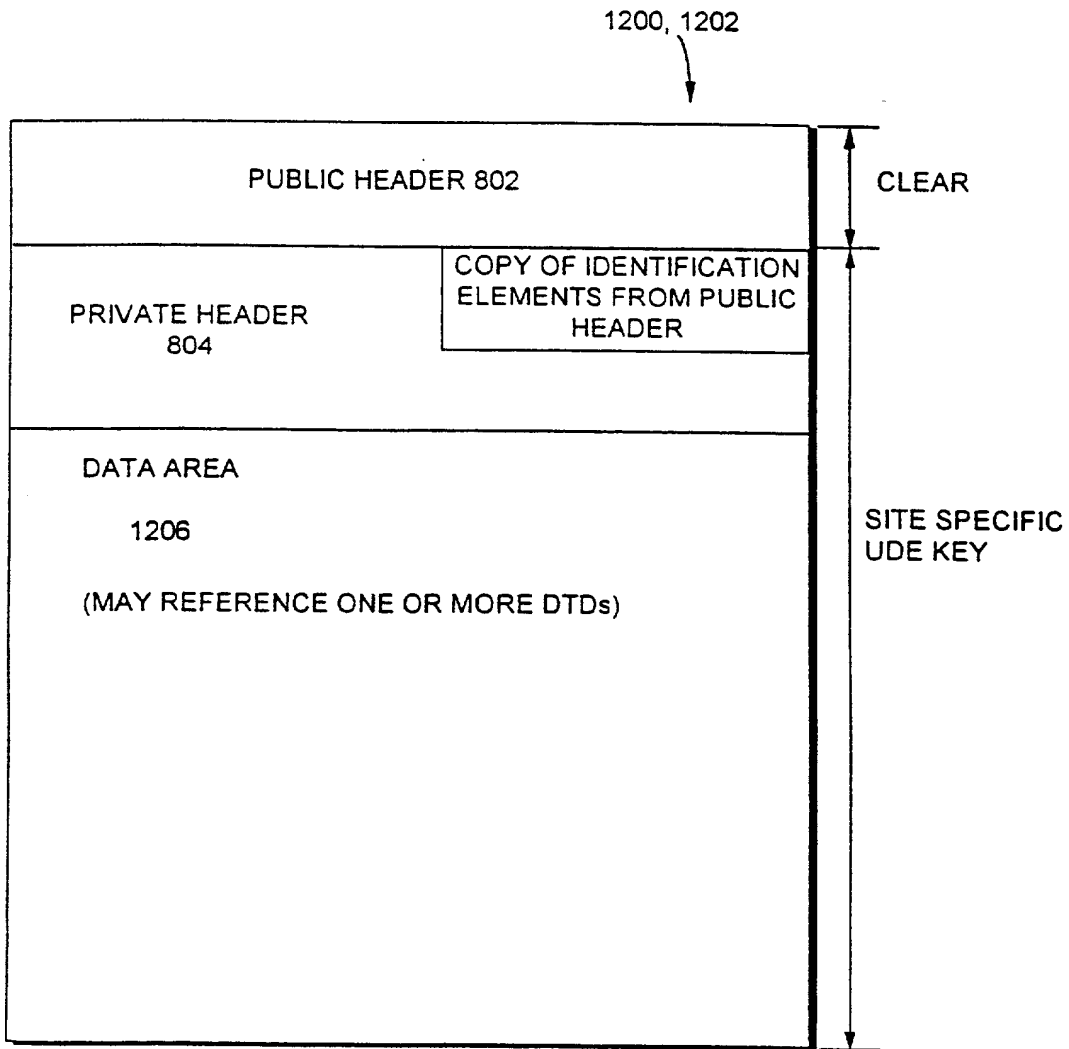 1200, 1202
PUBLIC HEADER 802
CLEAR
COPY OF IDENTIFICATION
ELEMENTS FROM PUBLIC
HEADER
PRIVATE HEADER
804
DATA AREA
1206
(MAY REFERENCE ONE OR MORE DTDs)
SITE SPECIFIC
UDE KEY